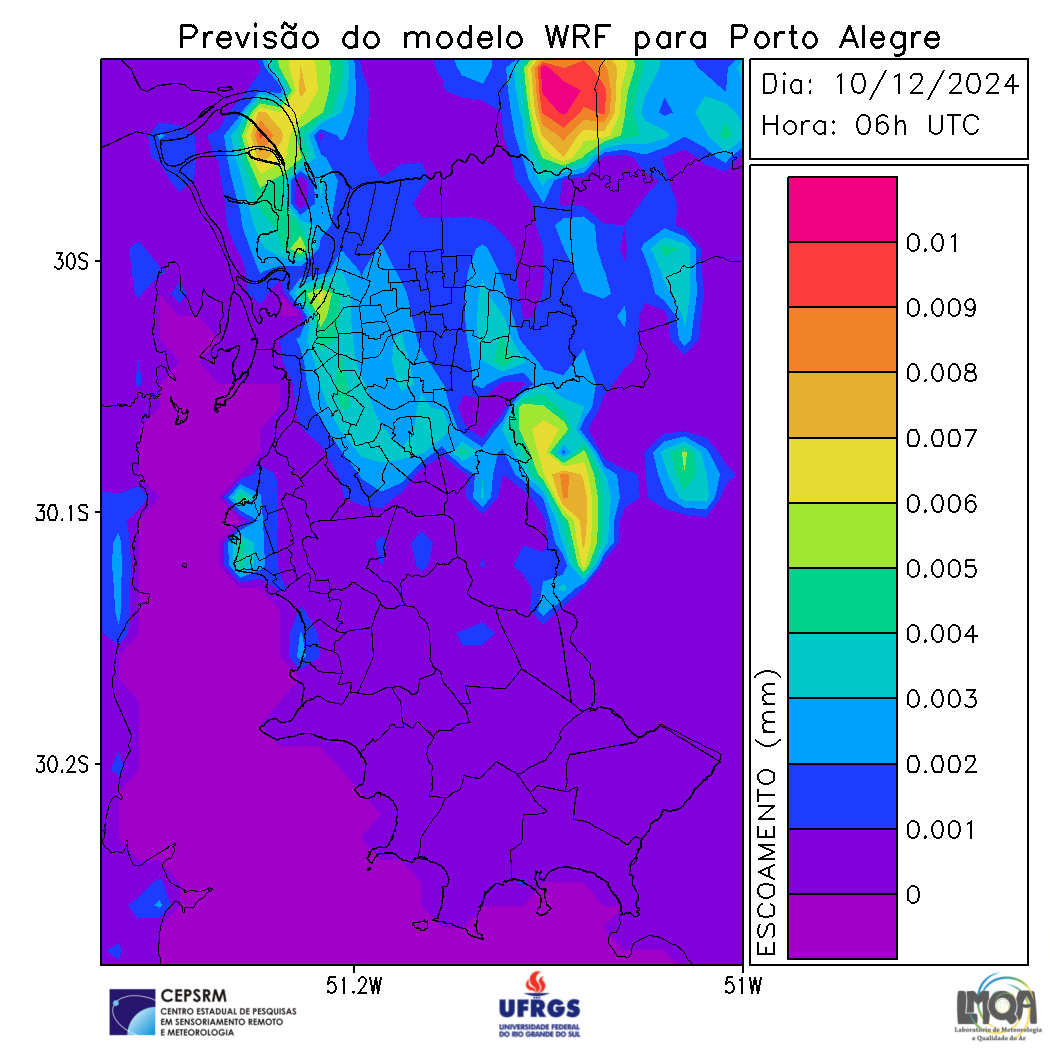 Previsão do modelo WRF para Porto Alegre
Dia: 10/12/2024
Hora: 06h UTC
30S
30.1S
30.2S
51.2W
51W
ESCOAMENTO (mm)
0.01
0.009
0.008
0.007
0.006
0.005
0.004
0.003
0.002
0.001
0
CEPSRM
CENTRO ESTADUAL DE PESQUISAS
EM SENSORIAMENTO REMOTO
E METEOROLOGIA
UFRGS
UNIVERSIDADE FEDERAL
DO RIO GRANDE DO SUL
LMQA
Laboratório de Meteorologia
e Qualidade do Ar